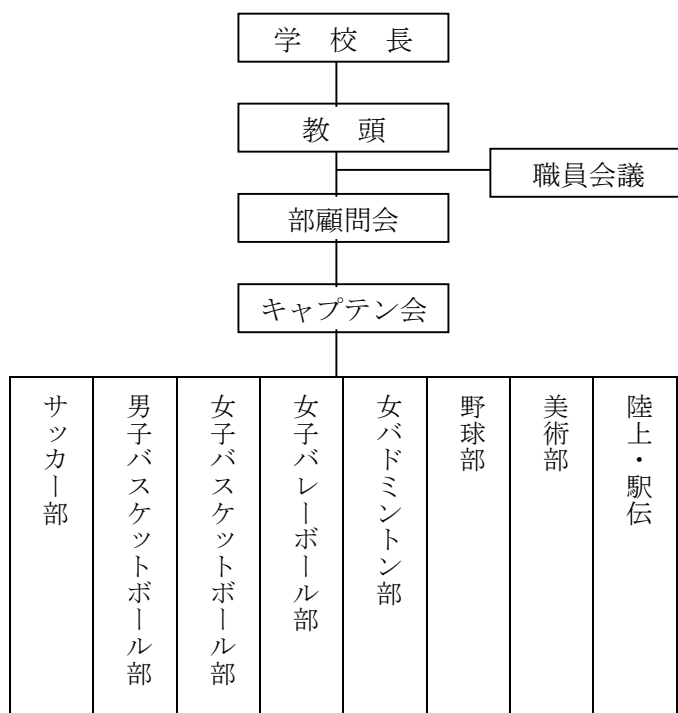 学　校　長
教　頭
職員会議
部顧問会
キャプテン会
サッカー部
男子バスケットボール部
女子バスケットボール部
女子バレーボール部
女バドミントン部
野球部
美術部
陸上・駅伝